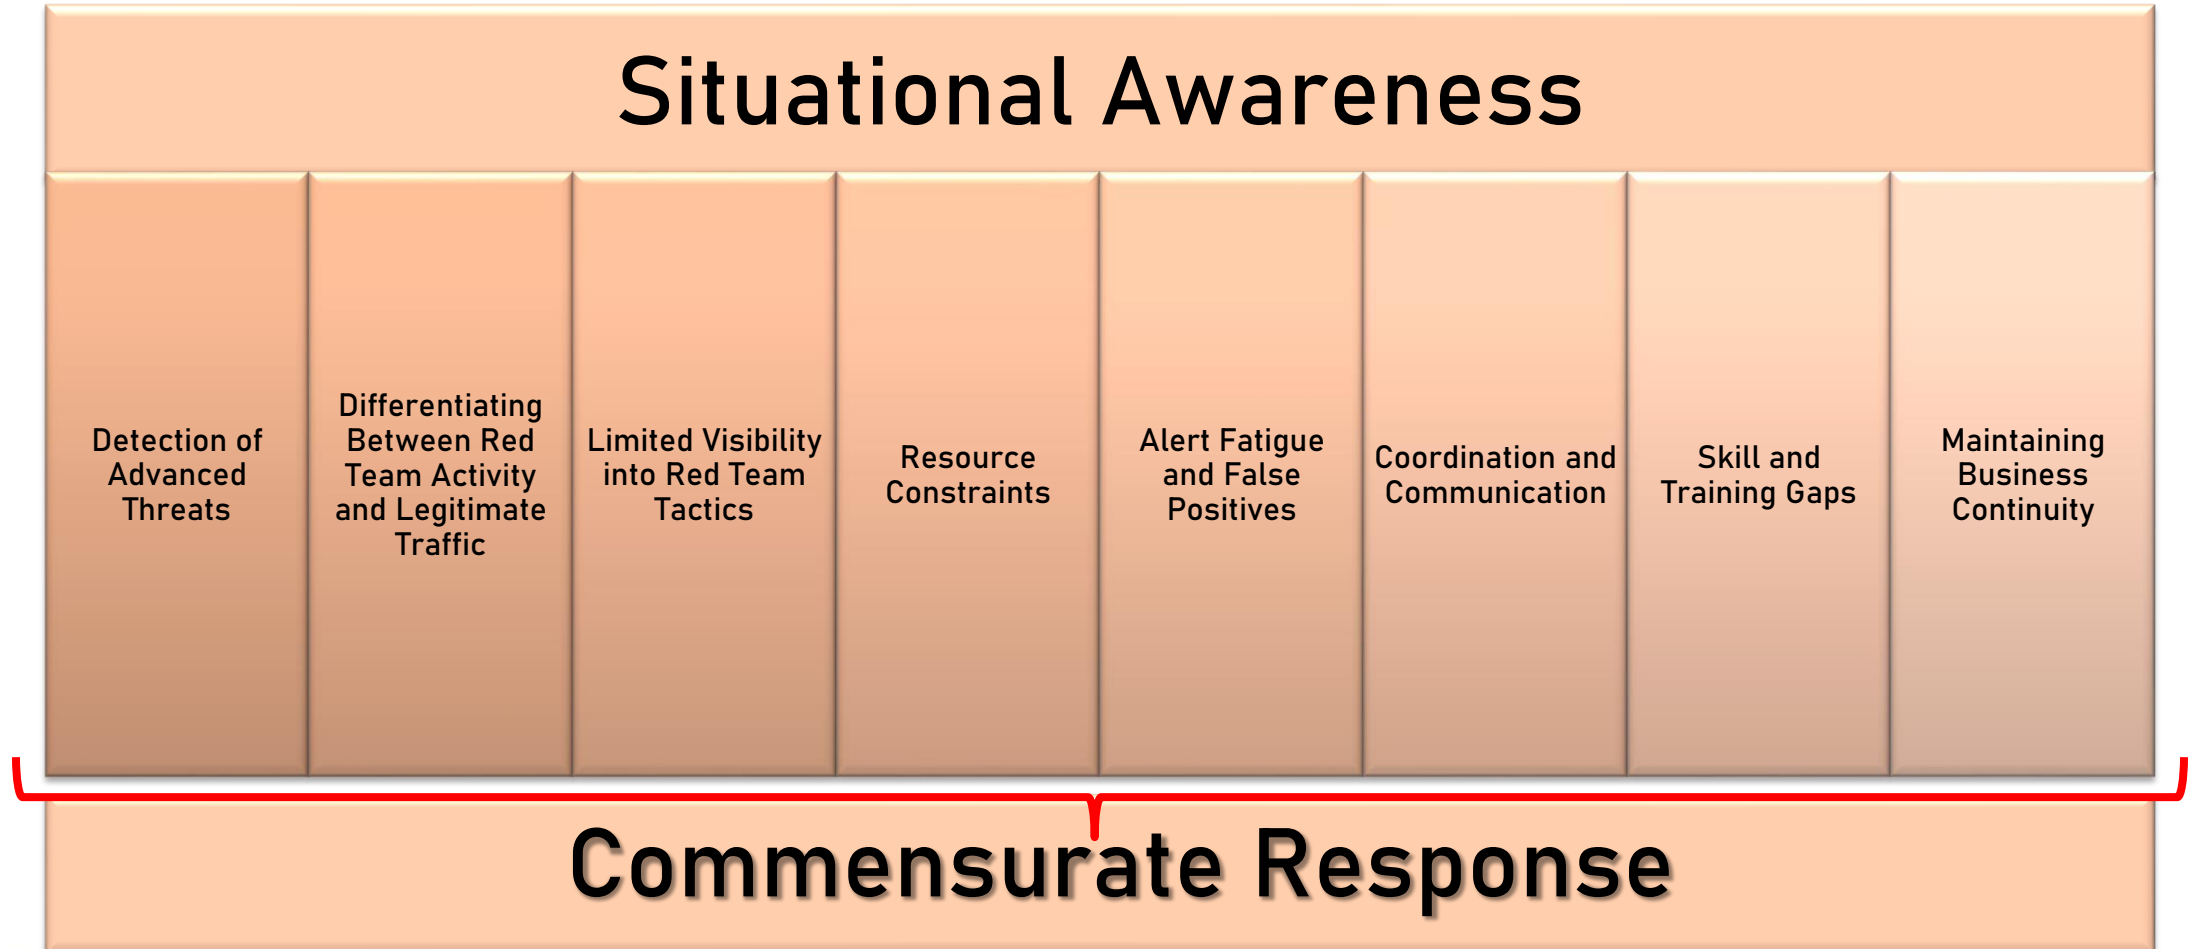 Situational Awareness
Detection of
Advanced
Threats
Differentiating
Between Red
Team Activity
and Legitimate
Traffic
Limited Visibility
into Red Team
Tactics
Resource
Constraints
Alert Fatigue
and False
Positives
Coordination and
Communication
Skill and
Training Gaps
Maintaining
Business
Continuity
Commensurate Response